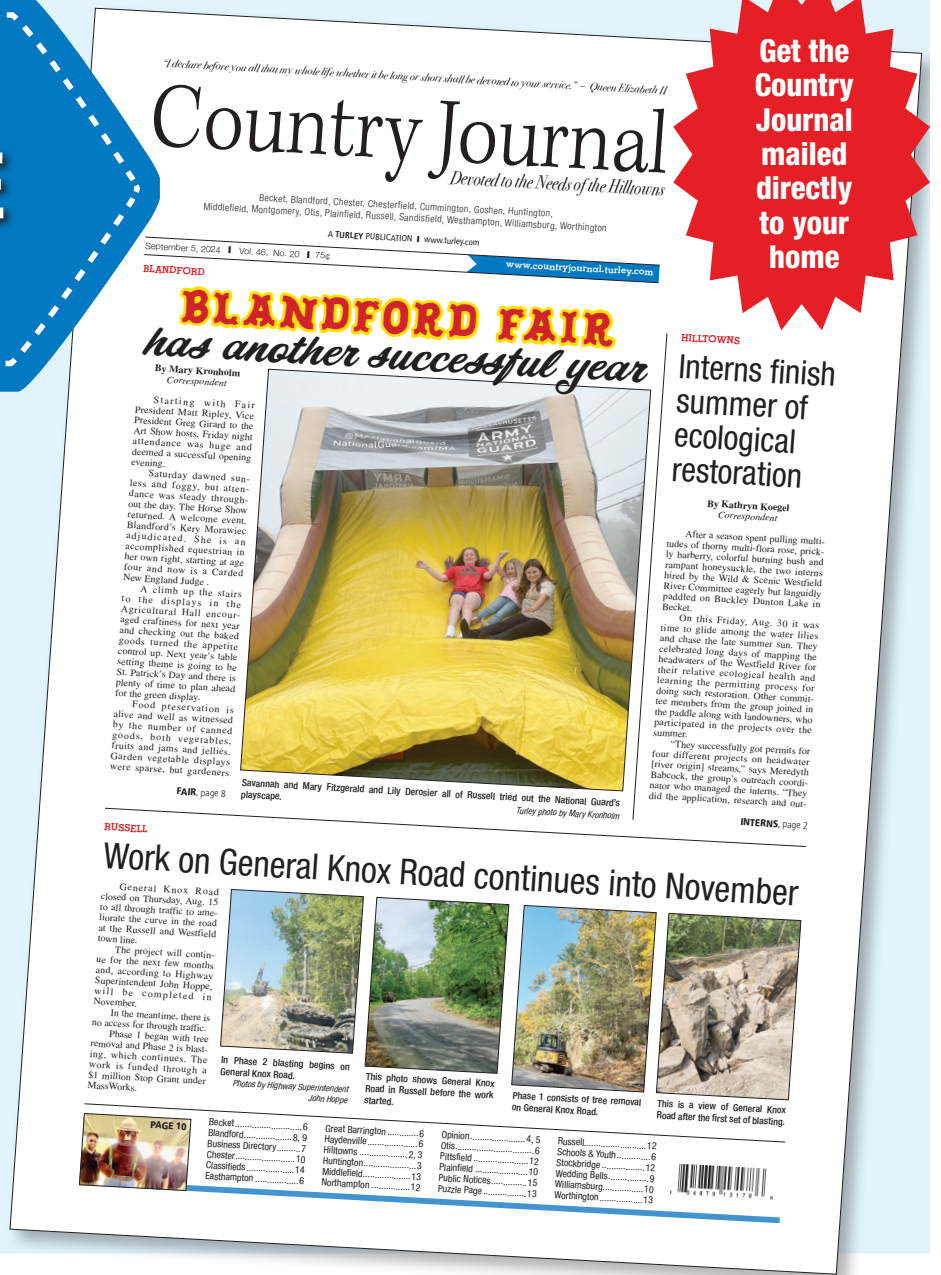 "I declare before you all that my whole life whether it be long or short shall be devoted to your service." – Queen Elizabeth II
Country Journal
Devoted to the Needs of the Hilltowns
Becket, Blandford, Chester, Chesterfield, Cummington, Goshen, Huntington,
Middlefield, Montgomery, Otis, Plainfield, Russell, Sandisfield, Westhampton, Williamsburg, Worthington
A TURLEY PUBLICATION ❙ www.turley.com
September 5, 2024 ❙ Vol. 46, No. 20 ❙ 75¢
www.countryjournal.turley.com
Get the
Country
Journal
mailed
directly
to your
home
BLANDFORD
BLANDFORD FAIR
has another successful year
By Mary Kronholm
Correspondent
Starting with Fair
President Matt Ripley, Vice
President Greg Girard to the
Art Show hosts, Friday night
attendance was huge and
deemed a successful opening
evening.
Saturday dawned sun-
less and foggy, but atten-
dance was steady through-
out the day. The Horse Show
returned. A welcome event.
Blandford's Kery Morawiec
adjudicated. She is an
accomplished equestrian in
her own right, starting at age
four and now is a Carded
New England Judge .
A climb up the stairs
to the displays in the
Agricultural Hall encour-
aged craftiness for next year
and checking out the baked
goods turned the appetite
control up. Next year's table
setting theme is going to be
St. Patrick's Day and there is
plenty of time to plan ahead
for the green display.
Food preservation is
alive and well as witnessed
by the number of canned
goods, both vegetables,
fruits and jams and jellies.
Garden vegetable displays
were sparse, but gardeners
FAIR, page 8
NationalGuard.com/MA
ARMY
NATIONAL
GUARD
Savannah and Mary Fitzgerald and Lily Derosier all of Russell tried out the National Guard's
playscape.
Turley photo by Mary Kronholm
HILLTOWNS
Interns finish
summer of
ecological
restoration
By Kathryn Koegel
Correspondent
After a season spent pulling multi-
tudes of thorny multi-flora rose, prick-
ly barberry, colorful burning bush and
rampant honeysuckle, the two interns
hired by the Wild & Scenic Westfield
River Committee eagerly but languidly
paddled on Buckley Dunton Lake in
Becket.
On this Friday, Aug. 30 it was
time to glide among the water lilies
and chase the late summer sun. They
celebrated long days of mapping the
headwaters of the Westfield River for
their relative ecological health and
learning the permitting process for
doing such restoration. Other commit-
tee members from the group joined in
the paddle along with landowners, who
participated in the projects over the
summer.
"They successfully got permits for
four different projects on headwater
[river origin] streams," says Meredyth
Babcock, the group's outreach coordi-
nator who managed the interns. "They
did the application, research and out-
INTERNS, page 2
RUSSELL
Work on General Knox Road continues into November
General Knox Road
closed on Thursday, Aug. 15
to all through traffic to ame-
liorate the curve in the road
at the Russell and Westfield
town line.
The project will contin-
ue for the next few months
and, according to Highway
Superintendent John Hoppe,
will be completed in
November.
In the meantime, there is
no access for through traffic.
Phase 1 began with tree
removal and Phase 2 is blast-
ing, which continues. The
work is funded through a
$1 million Stop Grant under
MassWorks.
In Phase 2 blasting begins on
General Knox Road.
Photos by Highway Superintendent
John Hoppe
This photo shows General Knox
Road in Russell before the work
started.
Phase 1 consists of tree removal
on General Knox Road.
This is a view of General Knox
Road after the first set of blasting.
PAGE 10
Becket..........................6
Blandford..................8, 9
Business Directory........7
Chester.......................10
Classifieds..................14
Easthampton................6
Great Barrington...........6
Haydenville..................6
Hilltowns..................2, 3
Huntington...................3
Middlefield.................13
Northampton..............12
Opinion....................4, 5
Otis.............................6
Pittsfield....................12
Plainfield...................10
Public Notices............15
Puzzle Page..............13
Russell......................12
Schools & Youth..........6
Stockbridge...............12
Wedding Bells..............9
Williamsburg..............10
Worthington...............13